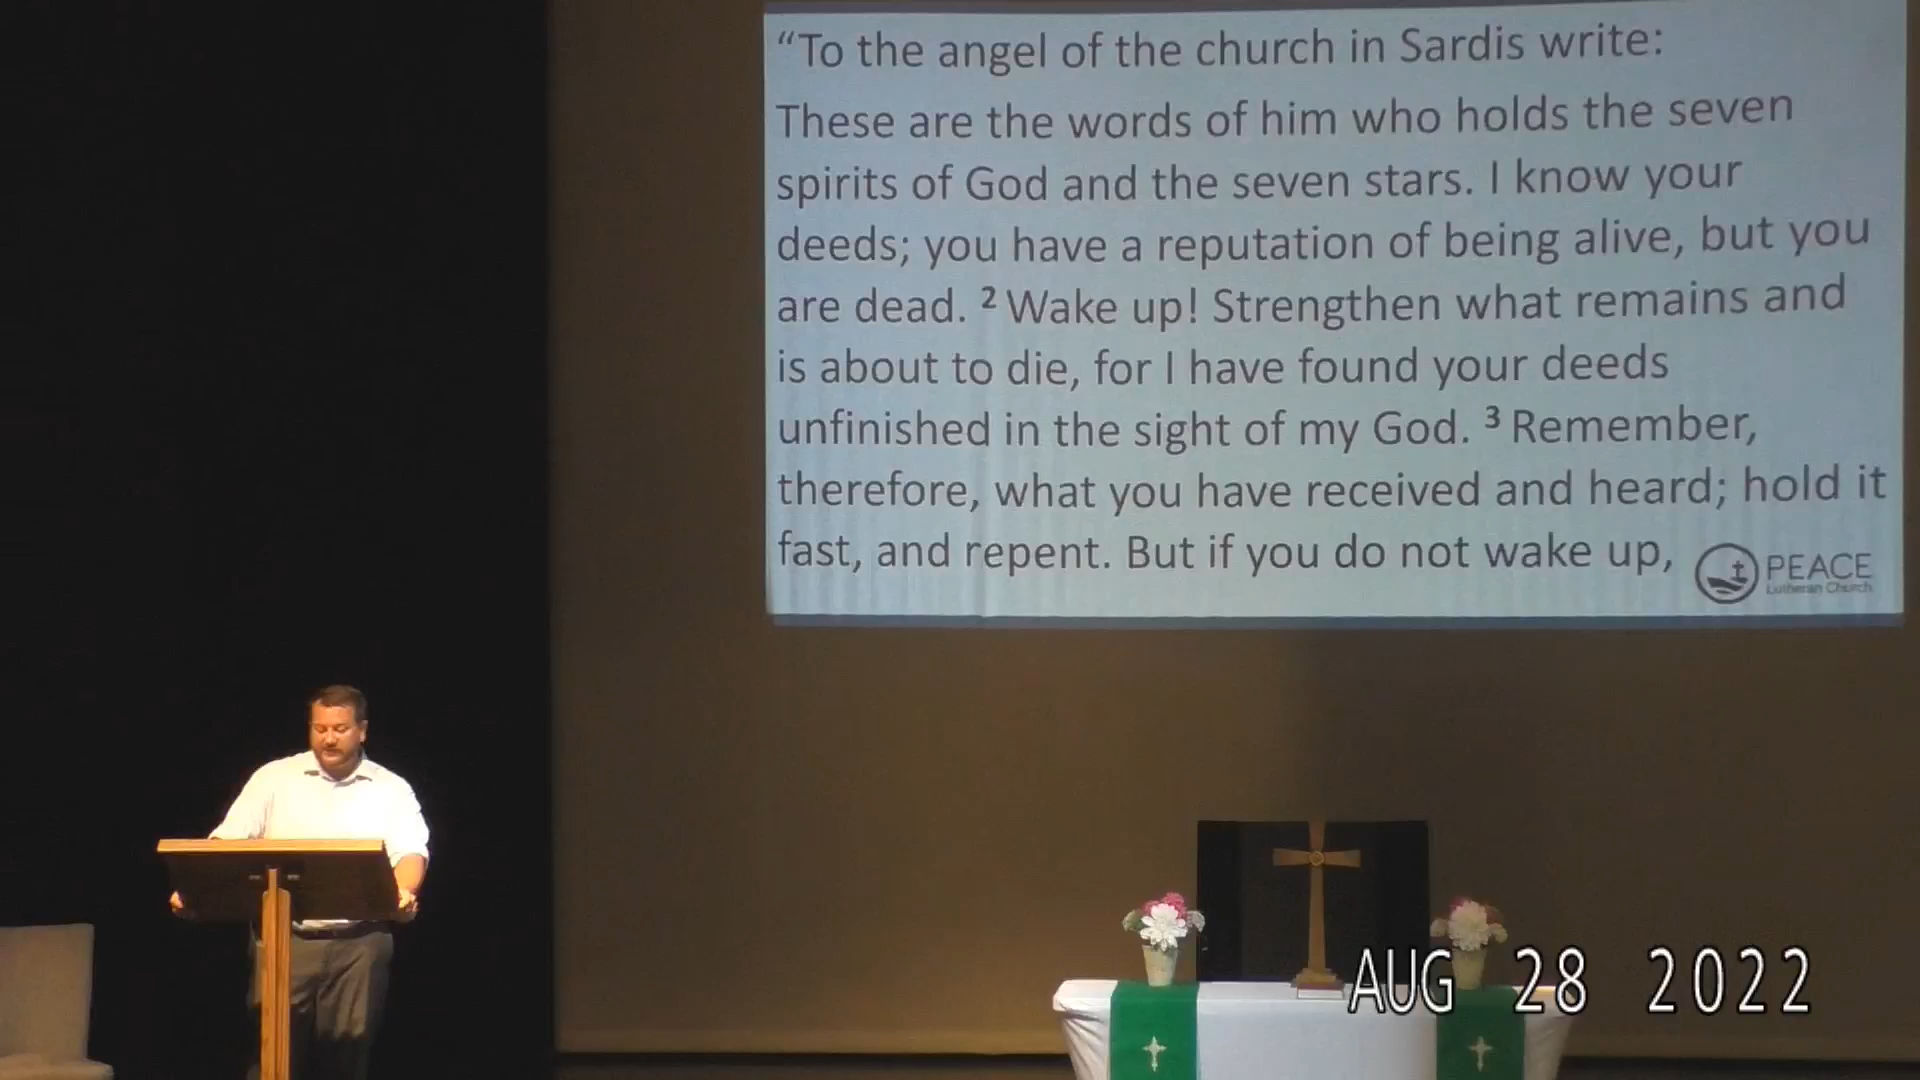 “To the angel of the church in Sardis write:
These are the words of him who holds the seven
spirits of God and the seven stars. I know your
deeds; you have a reputation of being alive, but you
are dead. ² Wake up! Strengthen what remains and
is about to die, for I have found your deeds
unfinished in the sight of my God. ³ Remember,
therefore, what you have received and heard; hold it
fast, and repent. But if you do not wake up,
PEACE
Lutheran Church
AUG 28 2022